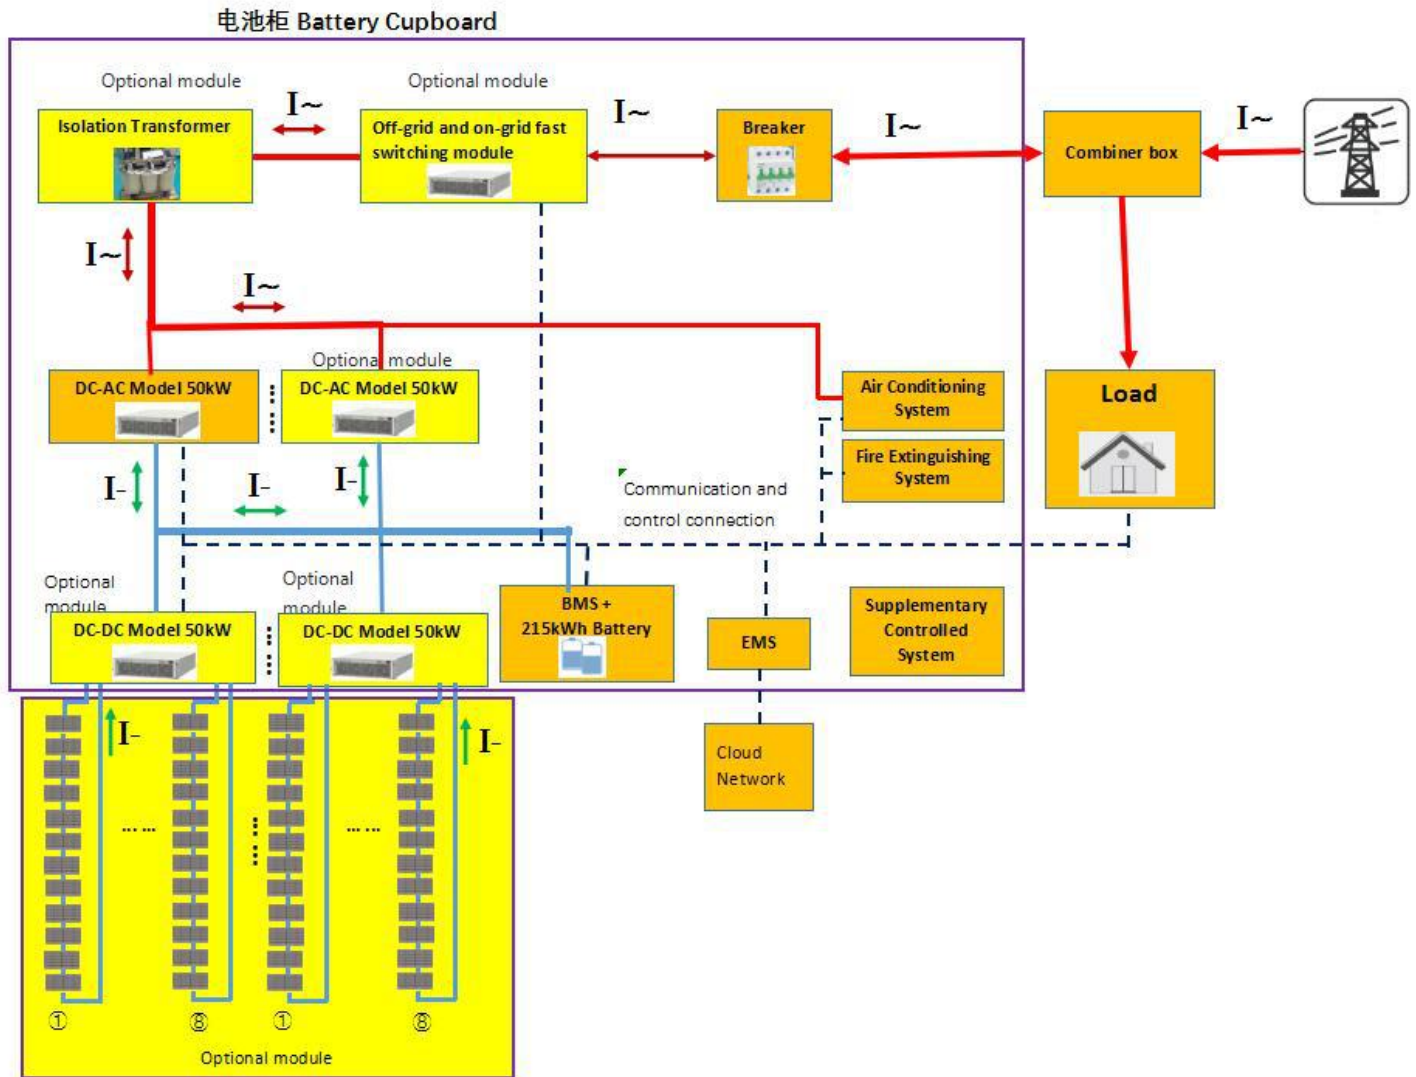 电池柜 Battery Cupboard
Optional module
Optional module
Isolation Transformer
I~
Off-grid and on-grid fast
switching module
I~
Breaker
I~
Combiner box
I~
I~
I~
Optional module
DC-AC Model 50kW
DC-AC Model 50kW
Air Conditioning
System
Load
Fire Extinguishing
System
I-
I-
I-
Communication and
control connection
Optional
module
Optional
module
DC-DC Model 50kW
DC-DC Model 50kW
BMS +
215kWh Battery
EMS
Supplementary
Controlled
System
I-
I-
Cloud
Network
①
⑧
①
⑧
Optional module